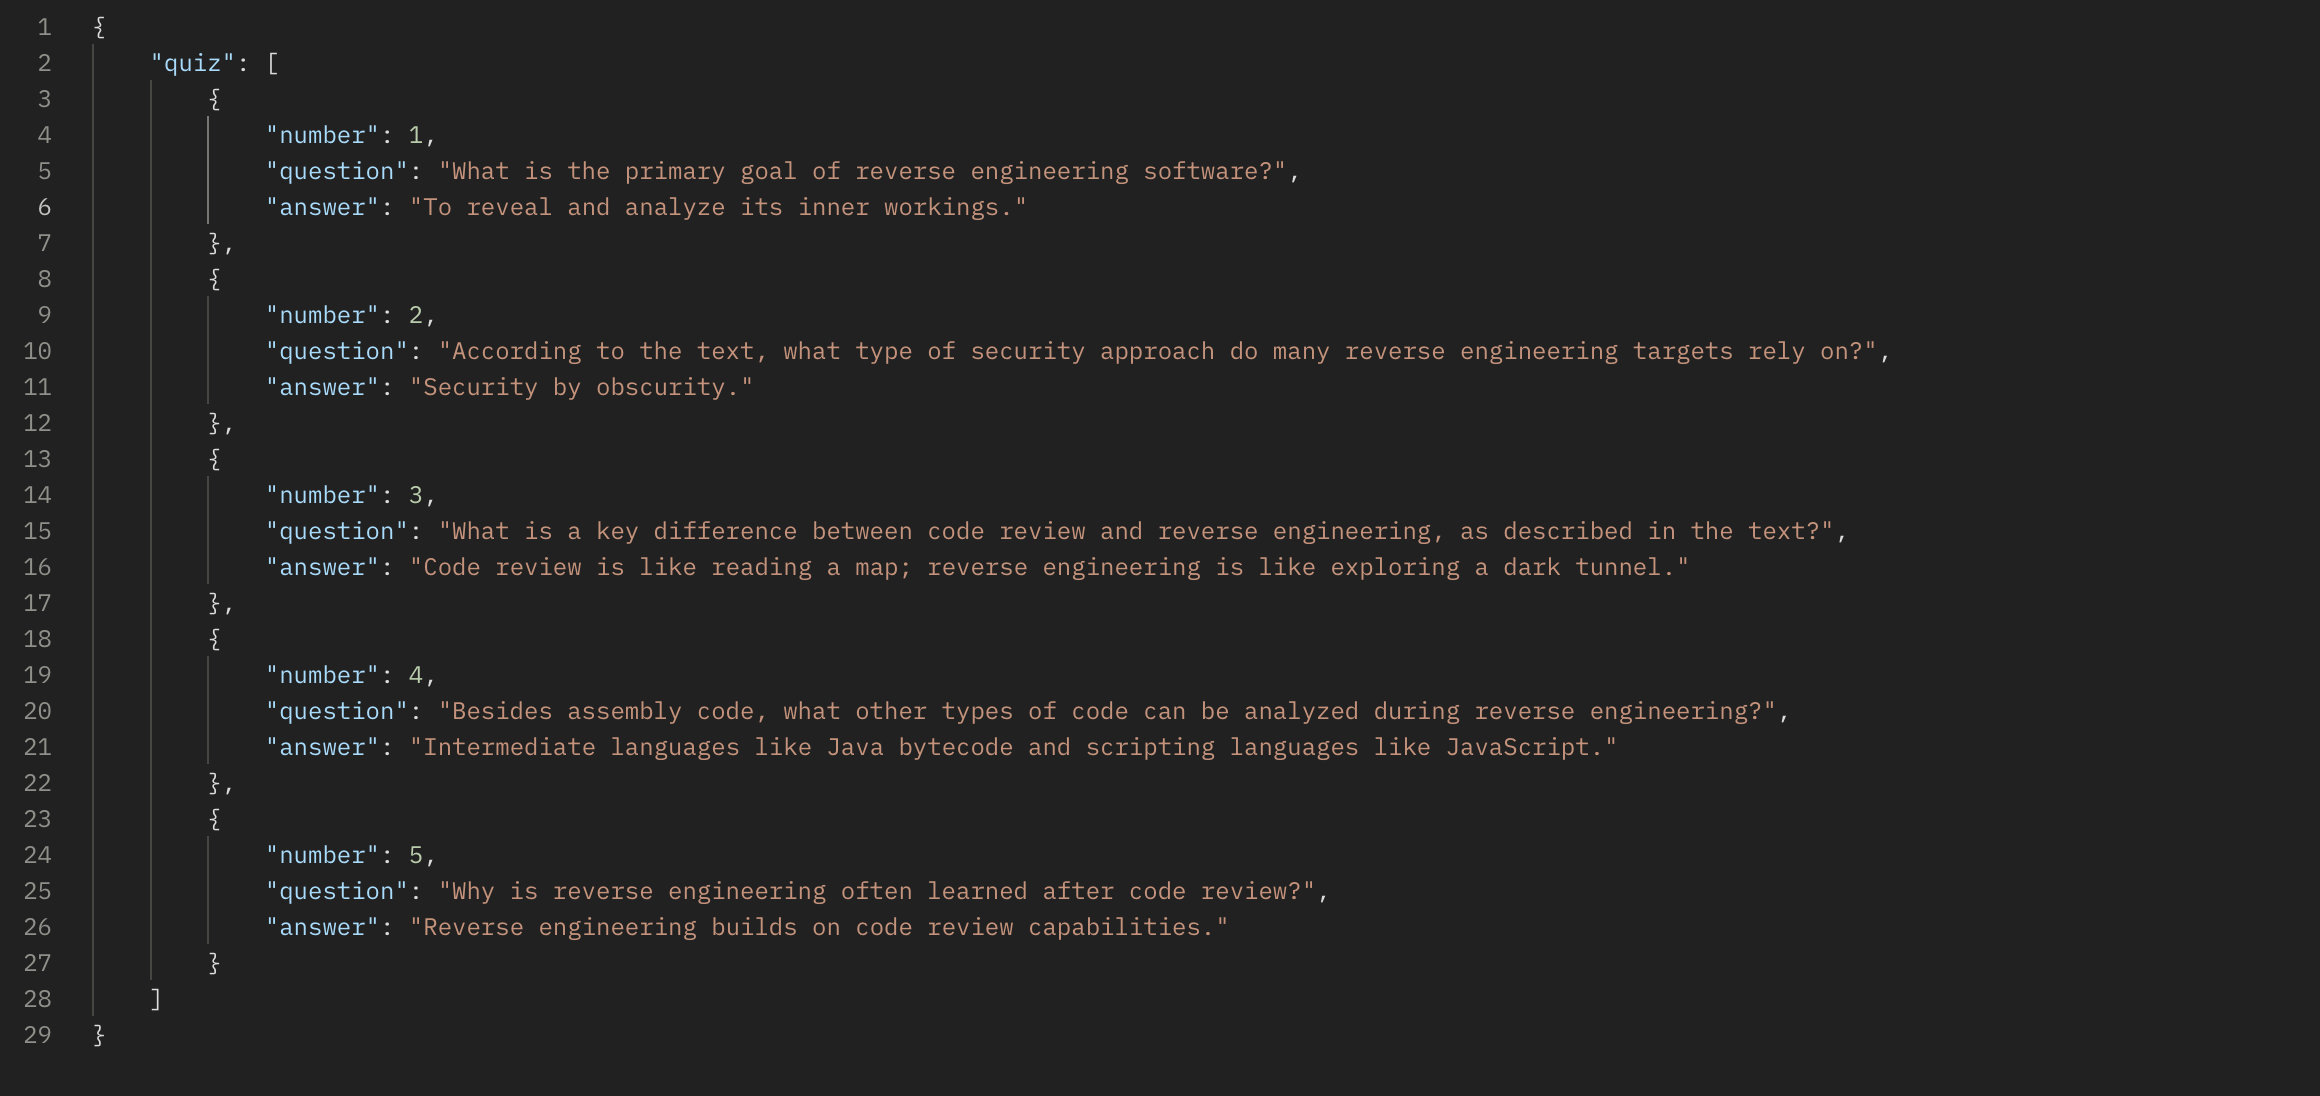 1 {
2 "quiz": [
3 {
4 "number": 1,
5 "question": "What is the primary goal of reverse engineering software?",
6 "answer": "To reveal and analyze its inner workings."
7 },
8 {
9 "number": 2,
10 "question": "According to the text, what type of security approach do many reverse engineering targets rely on?",
11 "answer": "Security by obscurity."
12 },
13 {
14 "number": 3,
15 "question": "What is a key difference between code review and reverse engineering, as described in the text?",
16 "answer": "Code review is like reading a map; reverse engineering is like exploring a dark tunnel."
17 },
18 {
19 "number": 4,
20 "question": "Besides assembly code, what other types of code can be analyzed during reverse engineering?",
21 "answer": "Intermediate languages like Java bytecode and scripting languages like JavaScript."
22 },
23 {
24 "number": 5,
25 "question": "Why is reverse engineering often learned after code review?",
26 "answer": "Reverse engineering builds on code review capabilities."
27 }
28 ]
29 }